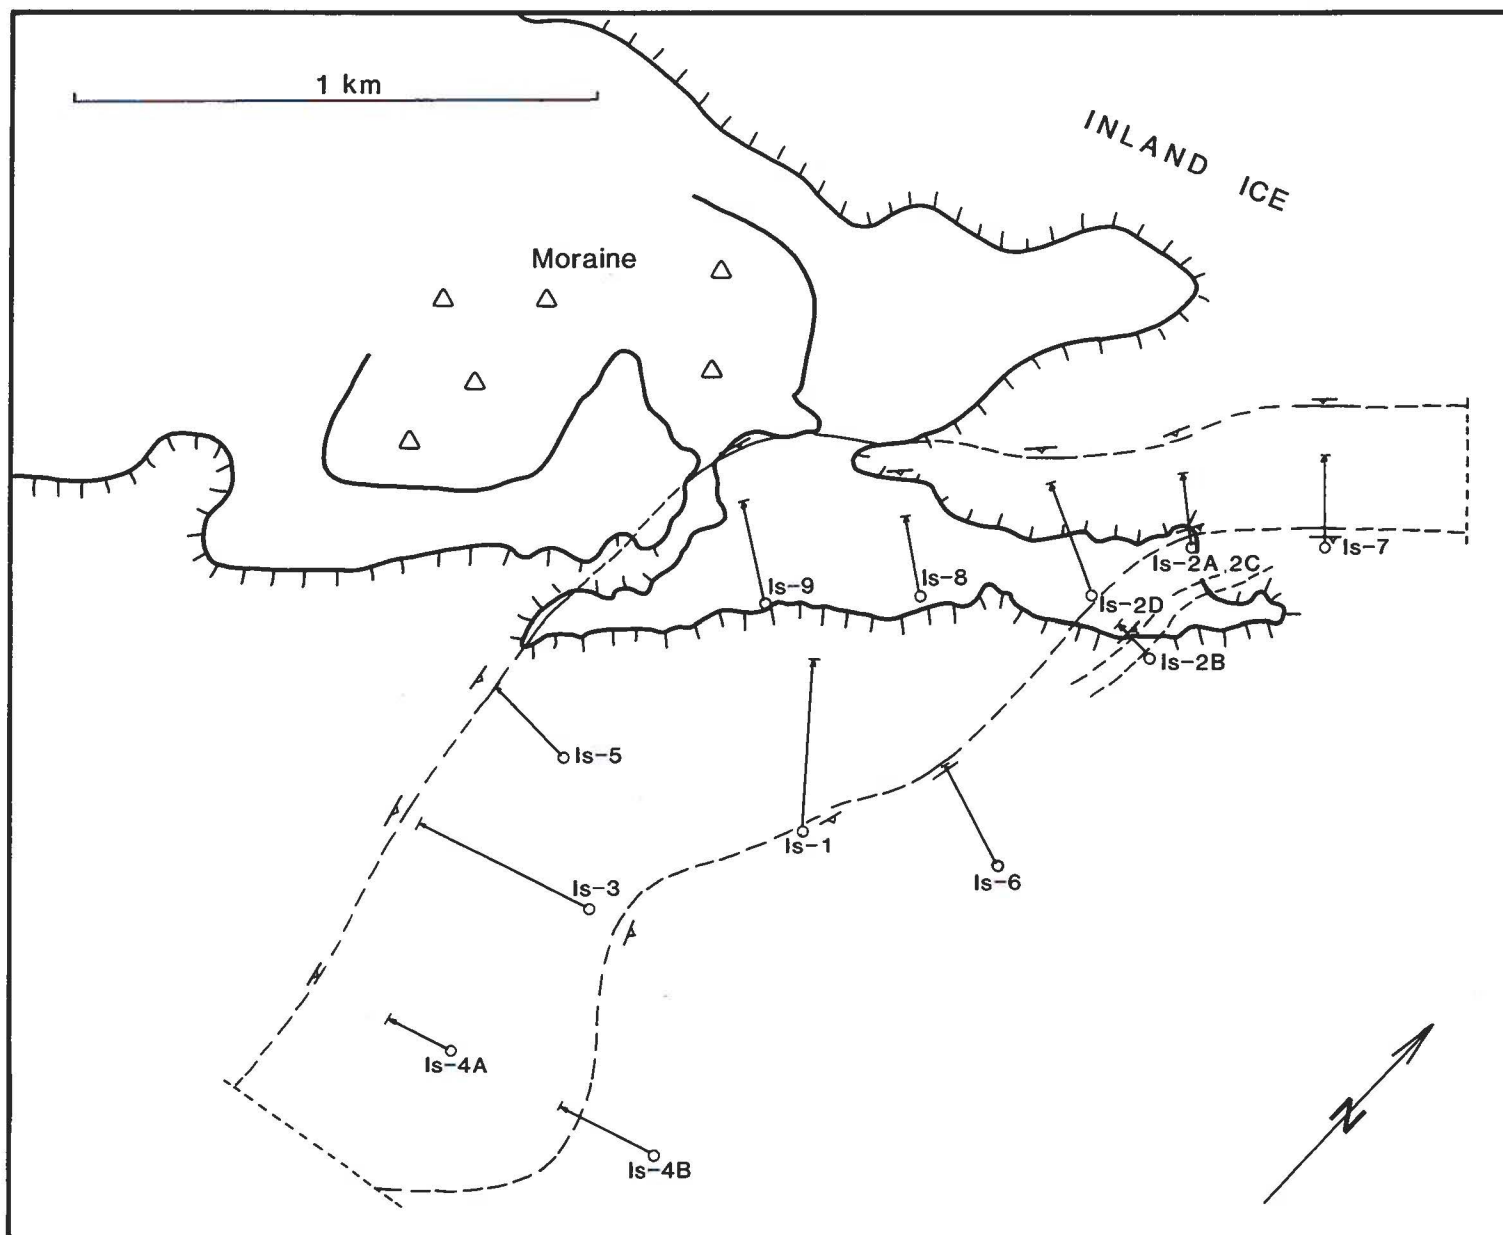 1 km
INLAND ICE
Moraine
Is-7
Is-2A, 2C
Is-9
Is-8
Is-2D
Is-2B
Is-5
Is-1
Is-6
Is-3
Is-4A
Is-4B
N